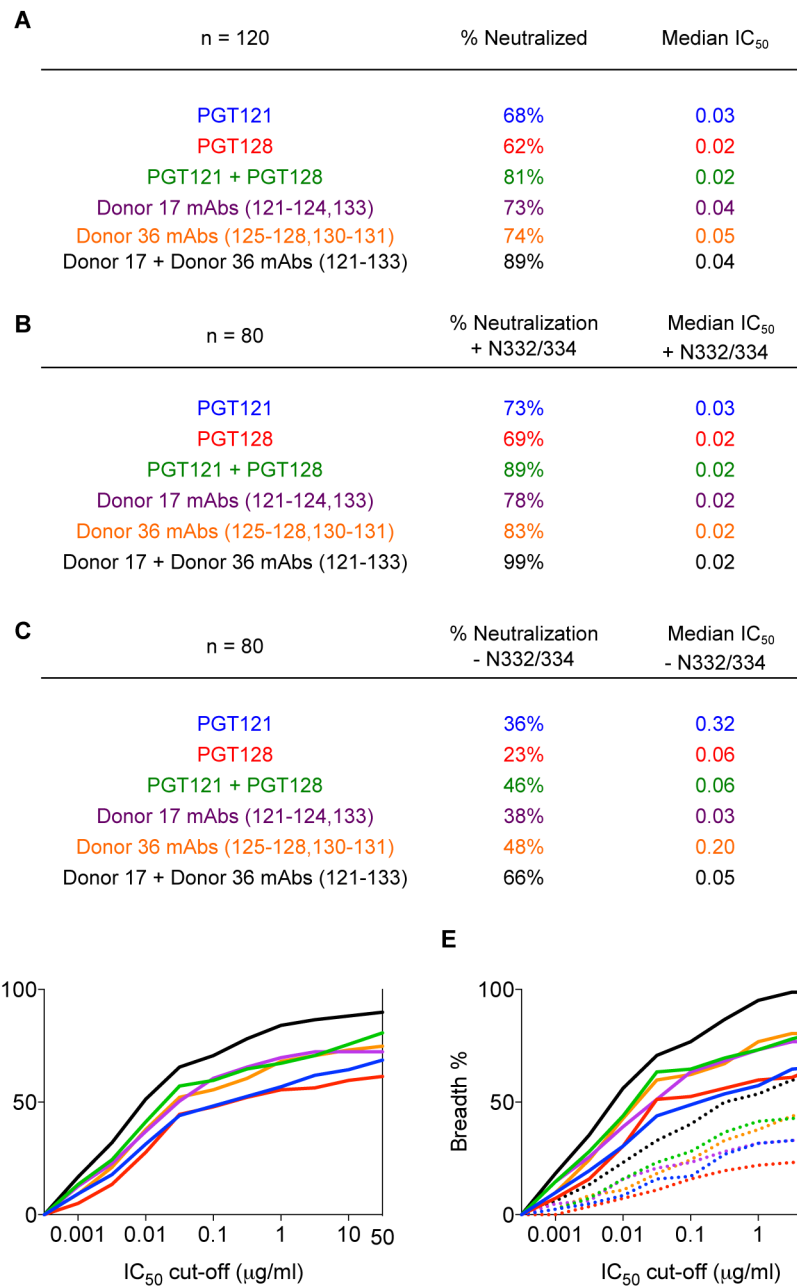 A
n = 120 % Neutralized Median IC50
PGT121 68% 0.03
PGT128 62% 0.02
PGT121 + PGT128 81% 0.02
Donor 17 mAbs (121-124,133) 73% 0.04
Donor 36 mAbs (125-128,130-131) 74% 0.05
Donor 17 + Donor 36 mAbs (121-133) 89% 0.04
B
n = 80 % Neutralization + N332/334 Median IC50 + N332/334
PGT121 73% 0.03
PGT128 69% 0.02
PGT121 + PGT128 89% 0.02
Donor 17 mAbs (121-124,133) 78% 0.02
Donor 36 mAbs (125-128,130-131) 83% 0.02
Donor 17 + Donor 36 mAbs (121-133) 99% 0.02
C
n = 80 % Neutralization - N332/334 Median IC50 - N332/334
PGT121 36% 0.32
PGT128 23% 0.06
PGT121 + PGT128 46% 0.06
Donor 17 mAbs (121-124,133) 38% 0.03
Donor 36 mAbs (125-128,130-131) 48% 0.20
Donor 17 + Donor 36 mAbs (121-133) 66% 0.05
100
50
0
0.001 0.01 0.1 1 10 50
IC50 cut-off (μg/ml)
E
Breadth %
100
50
0
0.001 0.01 0.1 1
IC50 cut-off (μg/ml)